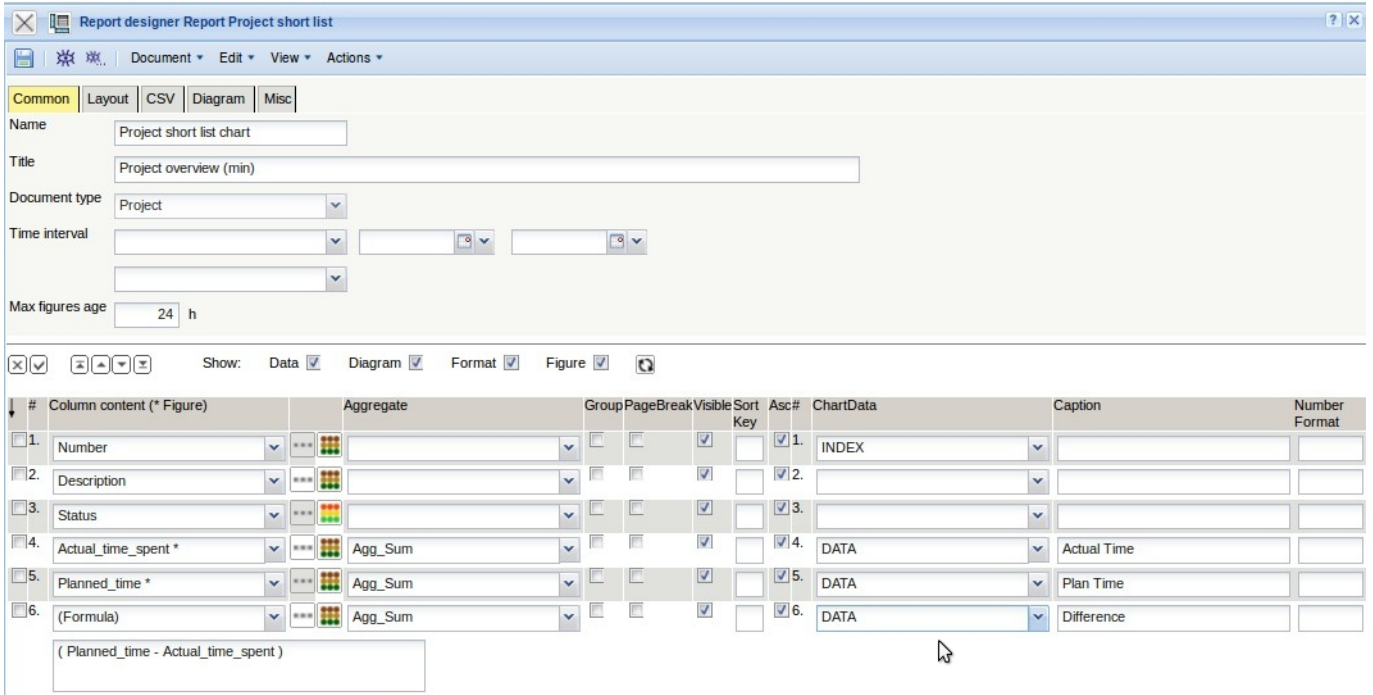 Report designer Report Project short list
?
Document Edit View Actions
Common Layout CSV Diagram Misc
Name Project short list chart
Title Project overview (min)
Document type Project
Time interval
Max figures age 24 h
Show: Data Diagram Format Figure
# Column content (* Figure) Aggregate Group PageBreak Visible Sort Key Asc # ChartData Caption Number Format
1. Number 1. INDEX
2. Description 2.
3. Status 3.
4. Actual_time_spent * Agg_Sum 4. DATA Actual Time
5. Planned_time * Agg_Sum 5. DATA Plan Time
6. (Formula) Agg_Sum 6. DATA Difference
( Planned_time - Actual_time_spent )